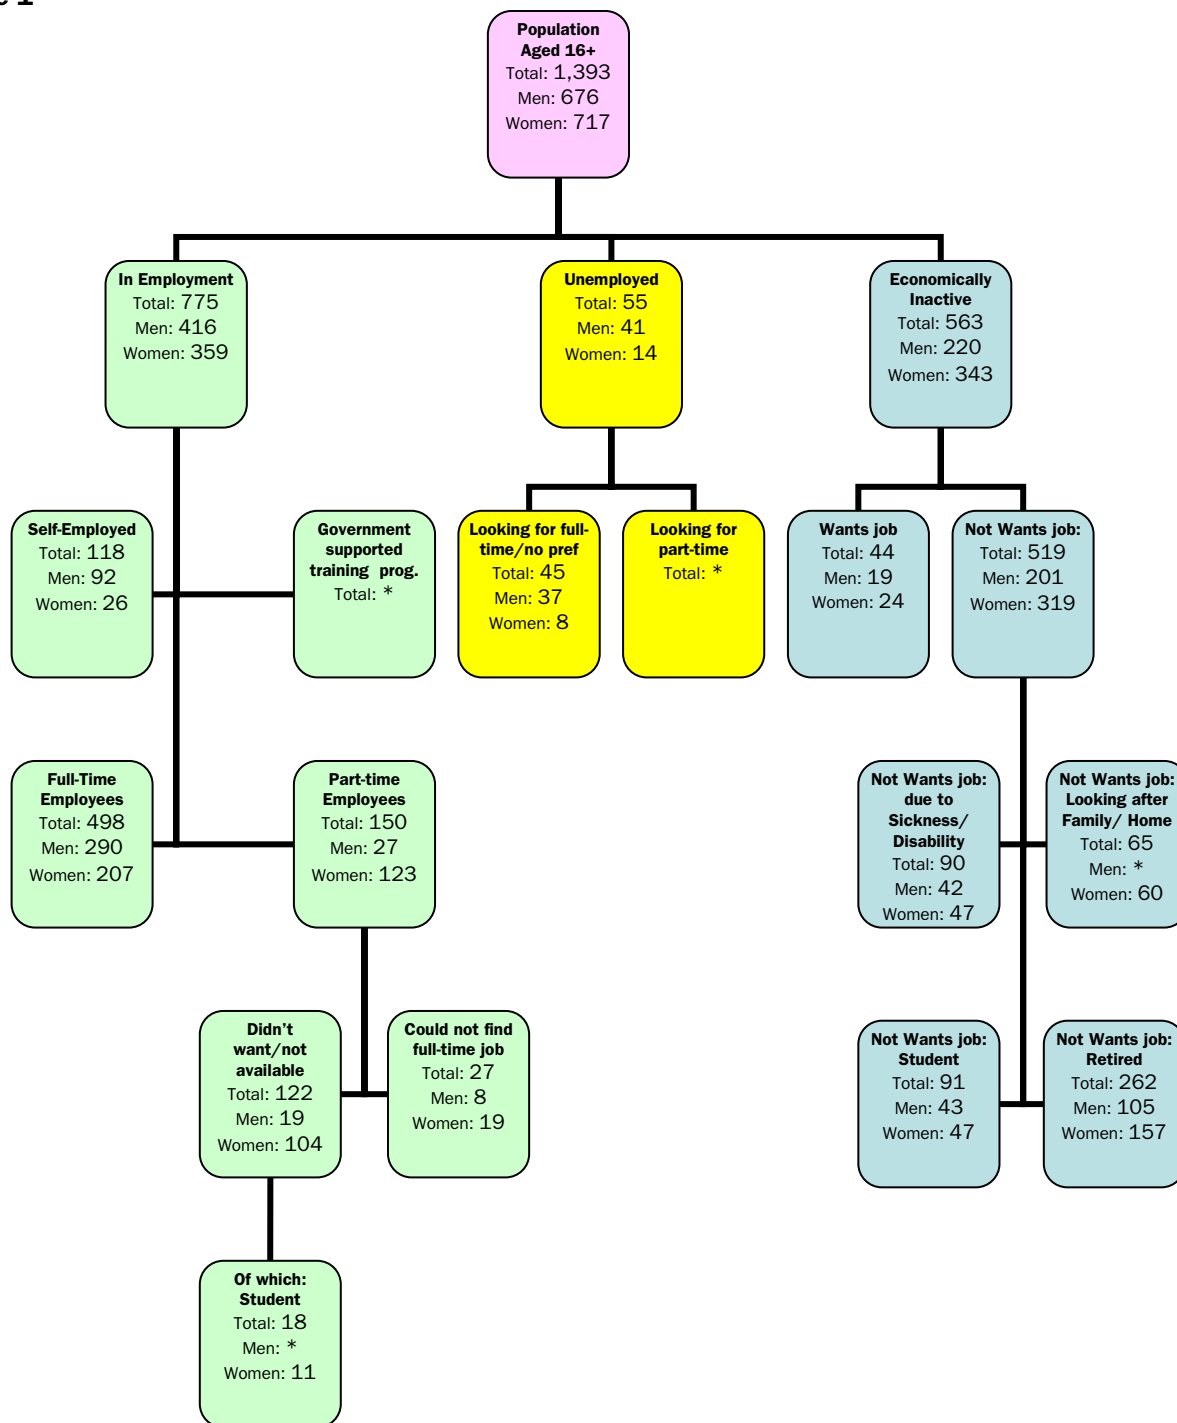 Population
Aged 16+
Total: 1,393
Men: 676
Women: 717
In Employment
Total: 775
Men: 416
Women: 359
Unemployed
Total: 55
Men: 41
Women: 14
Economically
Inactive
Total: 563
Men: 220
Women: 343
Self-Employed
Total: 118
Men: 92
Women: 26
Government
supported
training prog.
Total: *
Looking for full-
time/no pref
Total: 45
Men: 37
Women: 8
Looking for
part-time
Total: *
Wants job
Total: 44
Men: 19
Women: 24
Not Wants job:
Total: 519
Men: 201
Women: 319
Full-Time
Employees
Total: 498
Men: 290
Women: 207
Part-time
Employees
Total: 150
Men: 27
Women: 123
Not Wants job:
due to
Sickness/
Disability
Total: 90
Men: 42
Women: 47
Not Wants job:
Looking after
Family/ Home
Total: 65
Men: *
Women: 60
Didn't
want/not
available
Total: 122
Men: 19
Women: 104
Could not find
full-time job
Total: 27
Men: 8
Women: 19
Not Wants job:
Student
Total: 91
Men: 43
Women: 47
Not Wants job:
Retired
Total: 262
Men: 105
Women: 157
Of which:
Student
Total: 18
Men: *
Women: 11